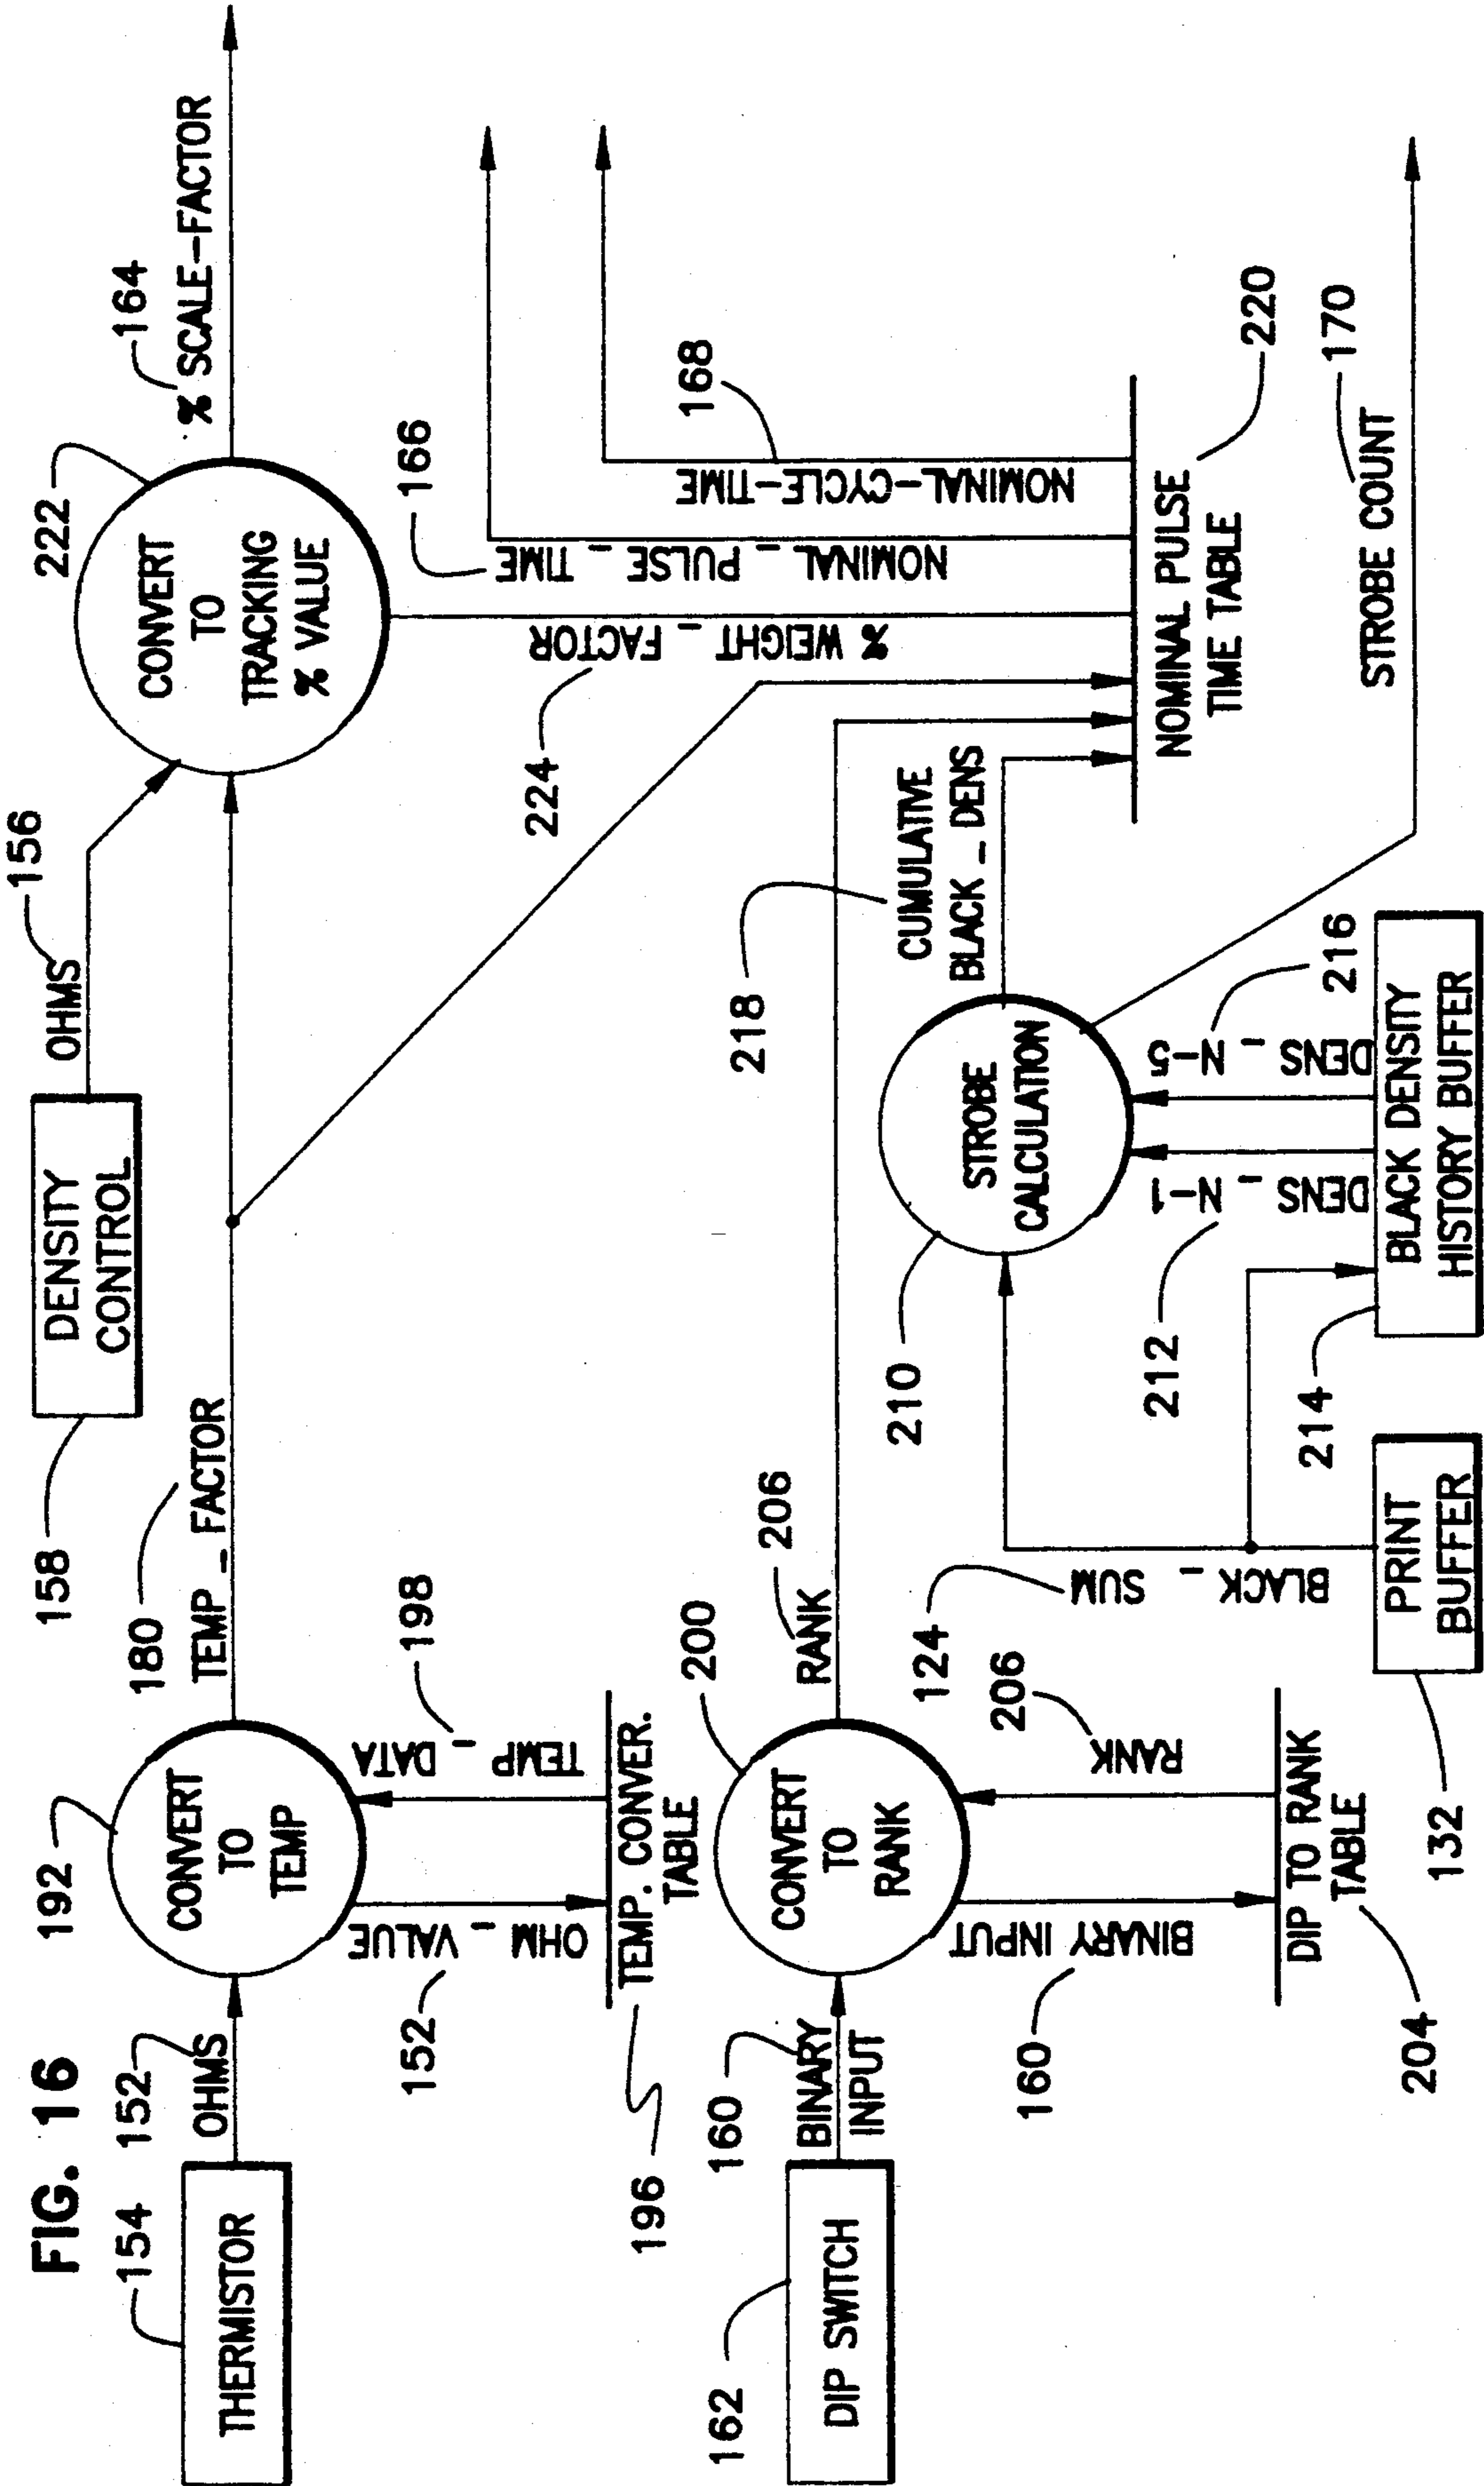 FIG. 16
154
THERMISTOR
152
OHMS
192
CONVERT
TO
TEMP
152
OHM _ VALUE
TEMP _ DATA
198
196
TEMP. CONVER.
TABLE
180
TEMP _ FACTOR
158
DENSITY
CONTROL
OHMS
156
222
CONVERT
TO
TRACKING
% VALUE
164
% SCALE-FACTOR
162
DIP SWITCH
160
BINARY
INPUT
200
CONVERT
TO
RANK
160
BINARY INPUT
RANK
206
DIP TO RANK
TABLE
204
RANK
206
124
BLACK _ SUM
132
PRINT
BUFFER
210
STROBE
CALCULATION
212
DENS _ N-1
DENS _ N-5
216
214
BLACK DENSITY
HISTORY BUFFER
218
CUMULATIVE
BLACK _ DENS
224
% WEIGHT _ FACTOR
166
NOMINAL _ PULSE _ TIME
168
NOMINAL-CYCLE-TIME
NOMINAL PULSE
TIME TABLE
220
STROBE COUNT
170